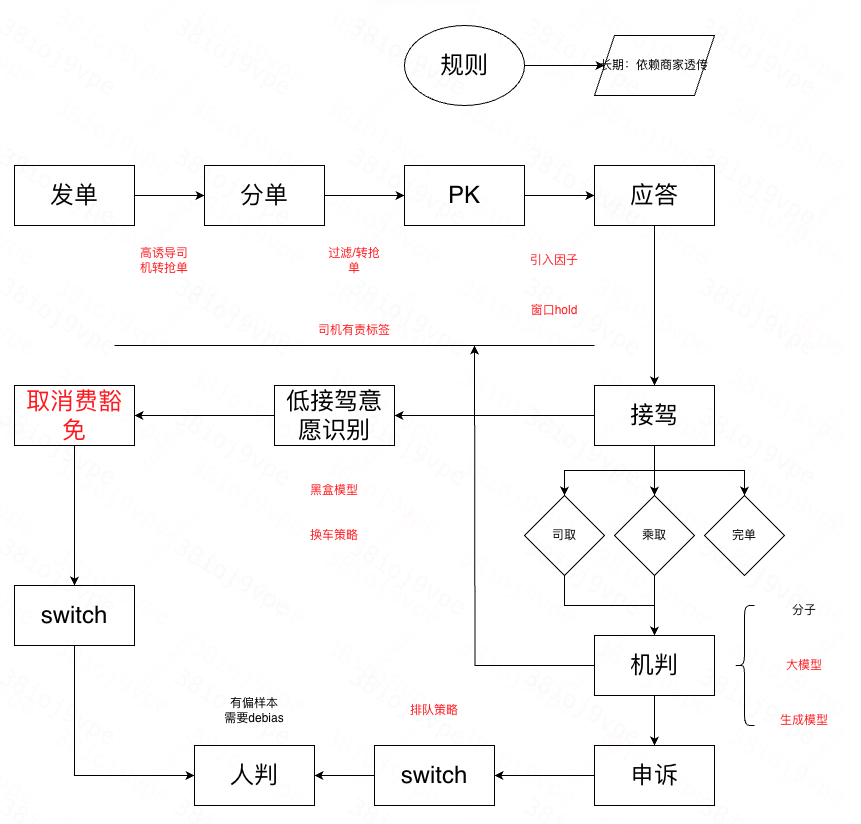 规则
长期：依赖商家透传
发单
分单
PK
应答
高诱导司
机转抢单
过滤/转抢
单
引入因子
窗口hold
司机有责标签
取消费豁
免
低接驾意
愿识别
接驾
黑盒模型
换车策略
司取
乘取
完单
switch
分子
机判
大模型
生成模型
有偏样本
需要debias
排队策略
人判
switch
申诉